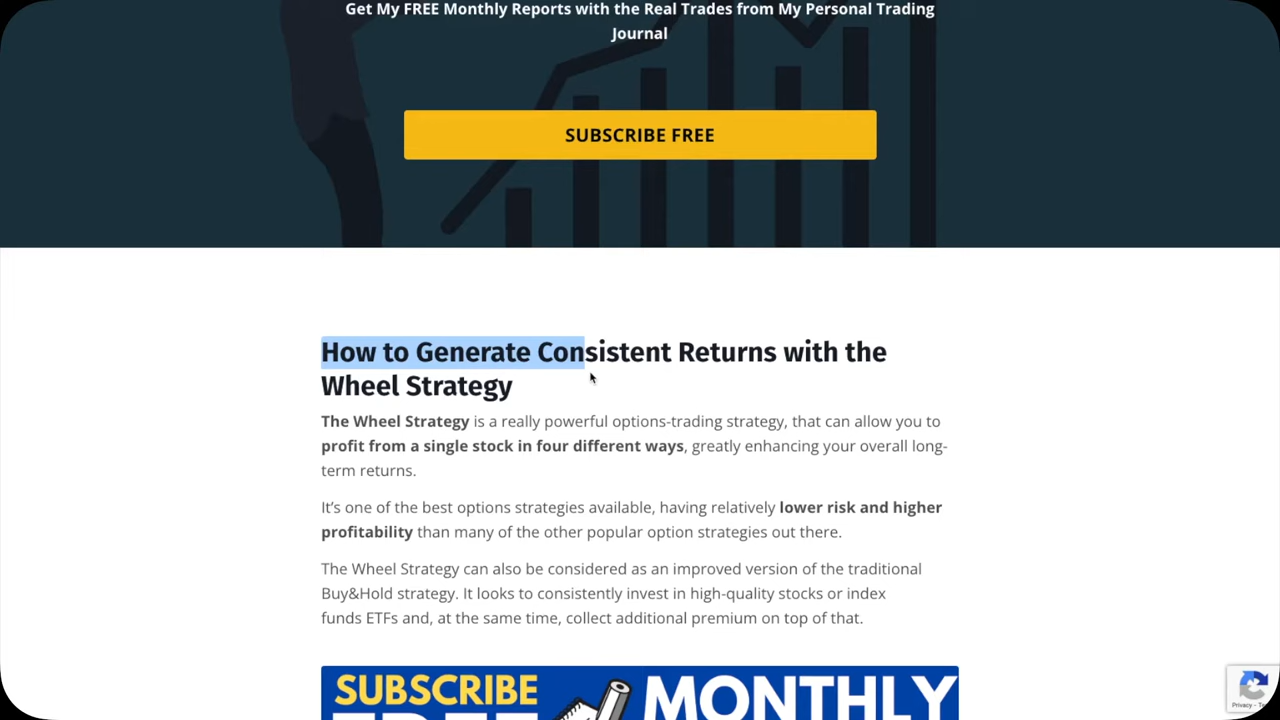 Get My FREE Monthly Reports with the Real Trades from My Personal Trading
Journal
SUBSCRIBE FREE
How to Generate Consistent Returns with the
Wheel Strategy
The Wheel Strategy is a really powerful options-trading strategy, that can allow you to
profit from a single stock in four different ways, greatly enhancing your overall long-
term returns.
It’s one of the best options strategies available, having relatively lower risk and higher
profitability than many of the other popular option strategies out there.
The Wheel Strategy can also be considered as an improved version of the traditional
Buy&Hold strategy. It looks to consistently invest in high-quality stocks or index
funds ETFs and, at the same time, collect additional premium on top of that.
SUBSCRIBE
FREE
MONTHLY
Privacy